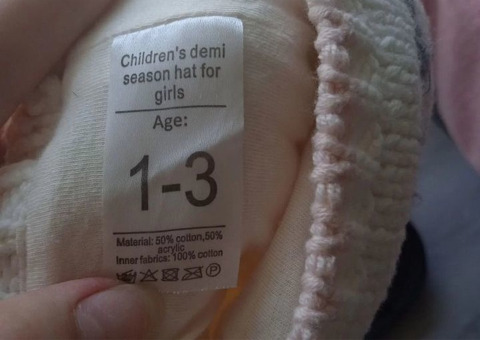 Children's demi
season hat for
girls
Age:
1-3
Material: 50% cotton,50%
acrylic
Inner fabrics: 100% cotton
P